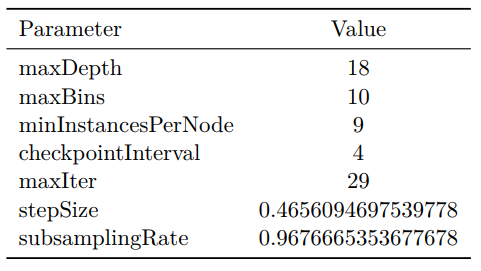 Parameter Value
maxDepth 18
maxBins 10
minInstancesPerNode 9
checkpointInterval 4
maxIter 29
stepSize 0.4656094697539778
subsamplingRate 0.9676665353677678